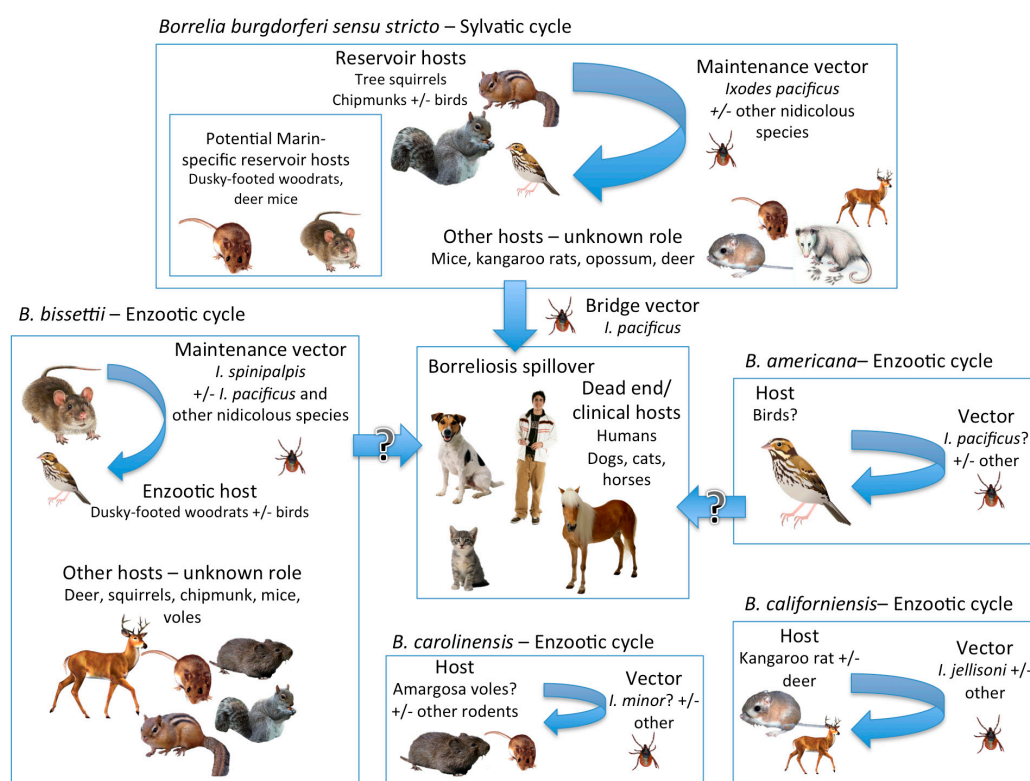 Borrelia burgdorferi sensu stricto – Sylvatic cycle
Reservoir hosts
Tree squirrels
Chipmunks +/- birds
Maintenance vector
Ixodes pacificus
+/- other nidicolous
species
Potential Marin-
specific reservoir hosts
Dusky-footed woodrats,
deer mice
Other hosts – unknown role
Mice, kangaroo rats, opossum, deer
Bridge vector
I. pacificus
B. bissettii – Enzootic cycle
Maintenance vector
I. spinipalpis
+/- I. pacificus and
other nidicolous species
Enzootic host
Dusky-footed woodrats +/- birds
Other hosts – unknown role
Deer, squirrels, chipmunk, mice,
voles
?
Borreliosis spillover
Dead end/
clinical hosts
Humans
Dogs, cats,
horses
?
B. americana– Enzootic cycle
Host
Birds?
Vector
I. pacificus?
+/- other
B. carolinensis – Enzootic cycle
Host
Amargosa voles?
+/- other rodents
Vector
I. minor? +/-
other
B. californiensis– Enzootic cycle
Host
Kangaroo rat +/-
deer
Vector
I. jellisoni +/-
other